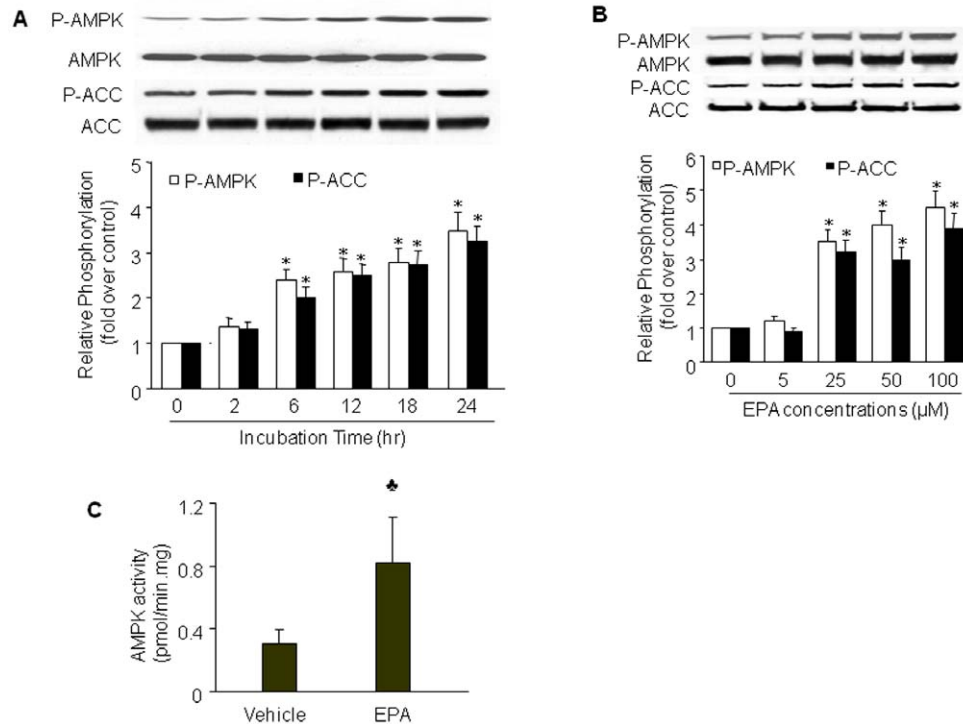 A
P-AMPK
AMPK
P-ACC
ACC
Relative Phosphorylation
(fold over control)
5
4
3
2
1
0
P-AMPK P-ACC
* * * * * * * *
0 2 6 12 18 24
Incubation Time (hr)
B
P-AMPK
AMPK
P-ACC
ACC
Relative Phosphorylation
(fold over control)
6
4
2
1
0
P-AMPK P-ACC
* * * * * *
0 5 25 50 100
EPA concentrations (µM)
C
AMPK activity
(pmol/min.mg)
1.2
0.8
0.4
0
♣
Vehicle EPA